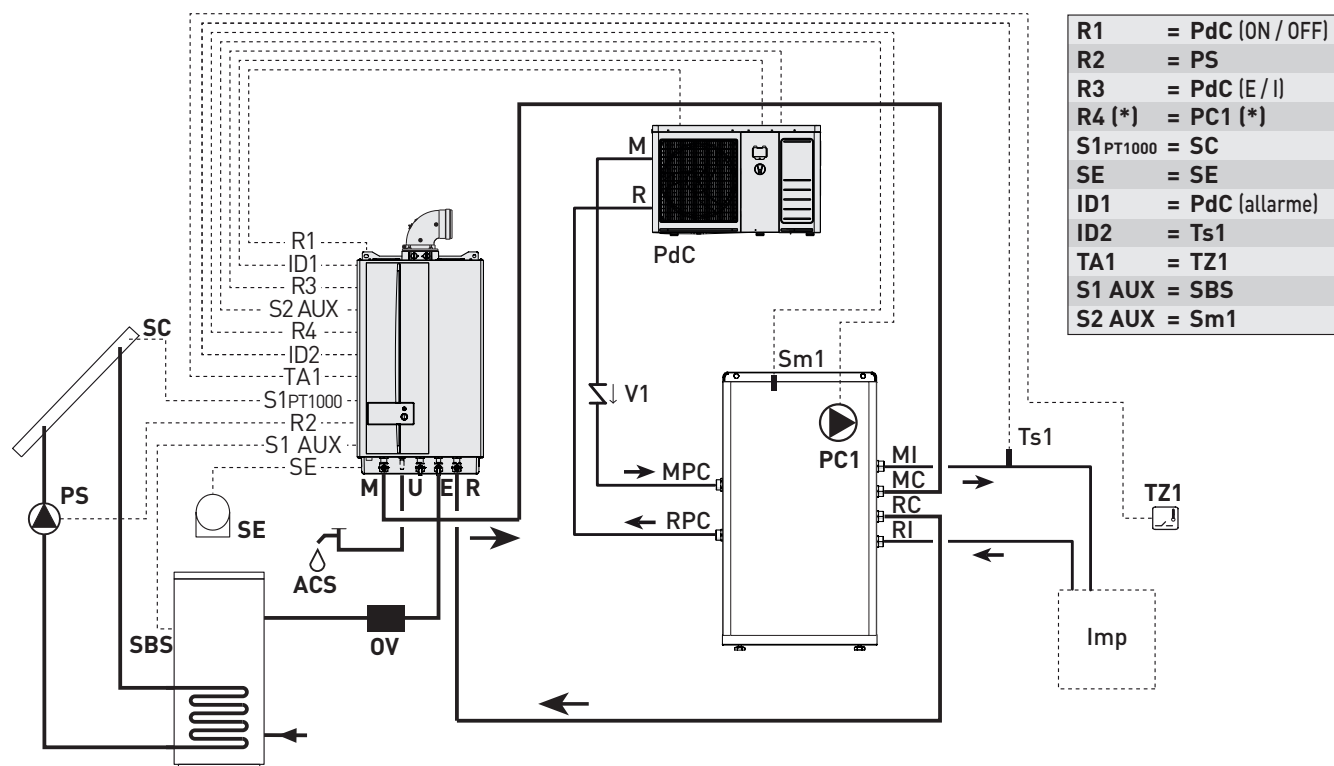 R1 = PdC (ON / OFF)
R2 = PS
R3 = PdC (E / I)
R4 (*) = PC1 (*)
S1PT1000 = SC
SE = SE
ID1 = PdC (allarme)
ID2 = Ts1
TA1 = TZ1
S1 AUX = SBS
S2 AUX = Sm1
M
R
PdC
R1
ID1
R3
S2 AUX
R4
ID2
TA1
S1PT1000
R2
S1 AUX
SE
SC
PS
SE
SBS
M U E R
ACS
OV
V1
MPC
RPC
Sm1
PC1
MI
MC
RC
RI
Ts1
TZ1
Imp